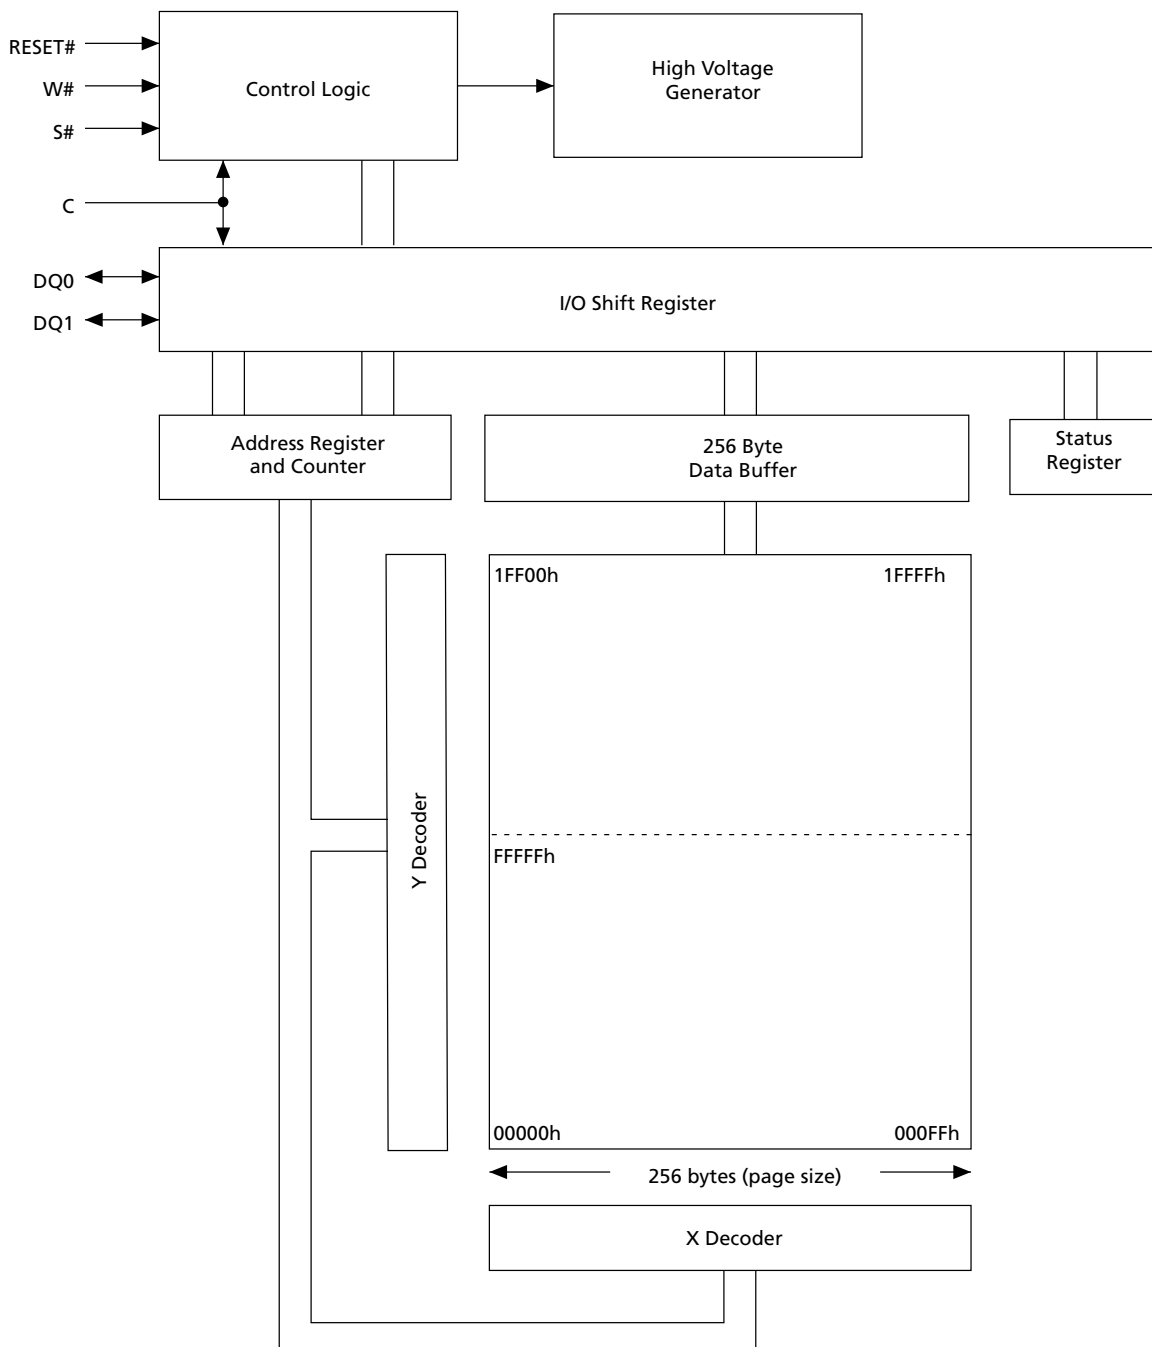 RESET#
W#
S#
Control Logic
High Voltage
Generator
C
DQ0
DQ1
I/O Shift Register
Address Register
and Counter
256 Byte
Data Buffer
Status
Register
1FF00h
1FFFFh
Y Decoder
FFFFFh
00000h
000FFh
256 bytes (page size)
X Decoder